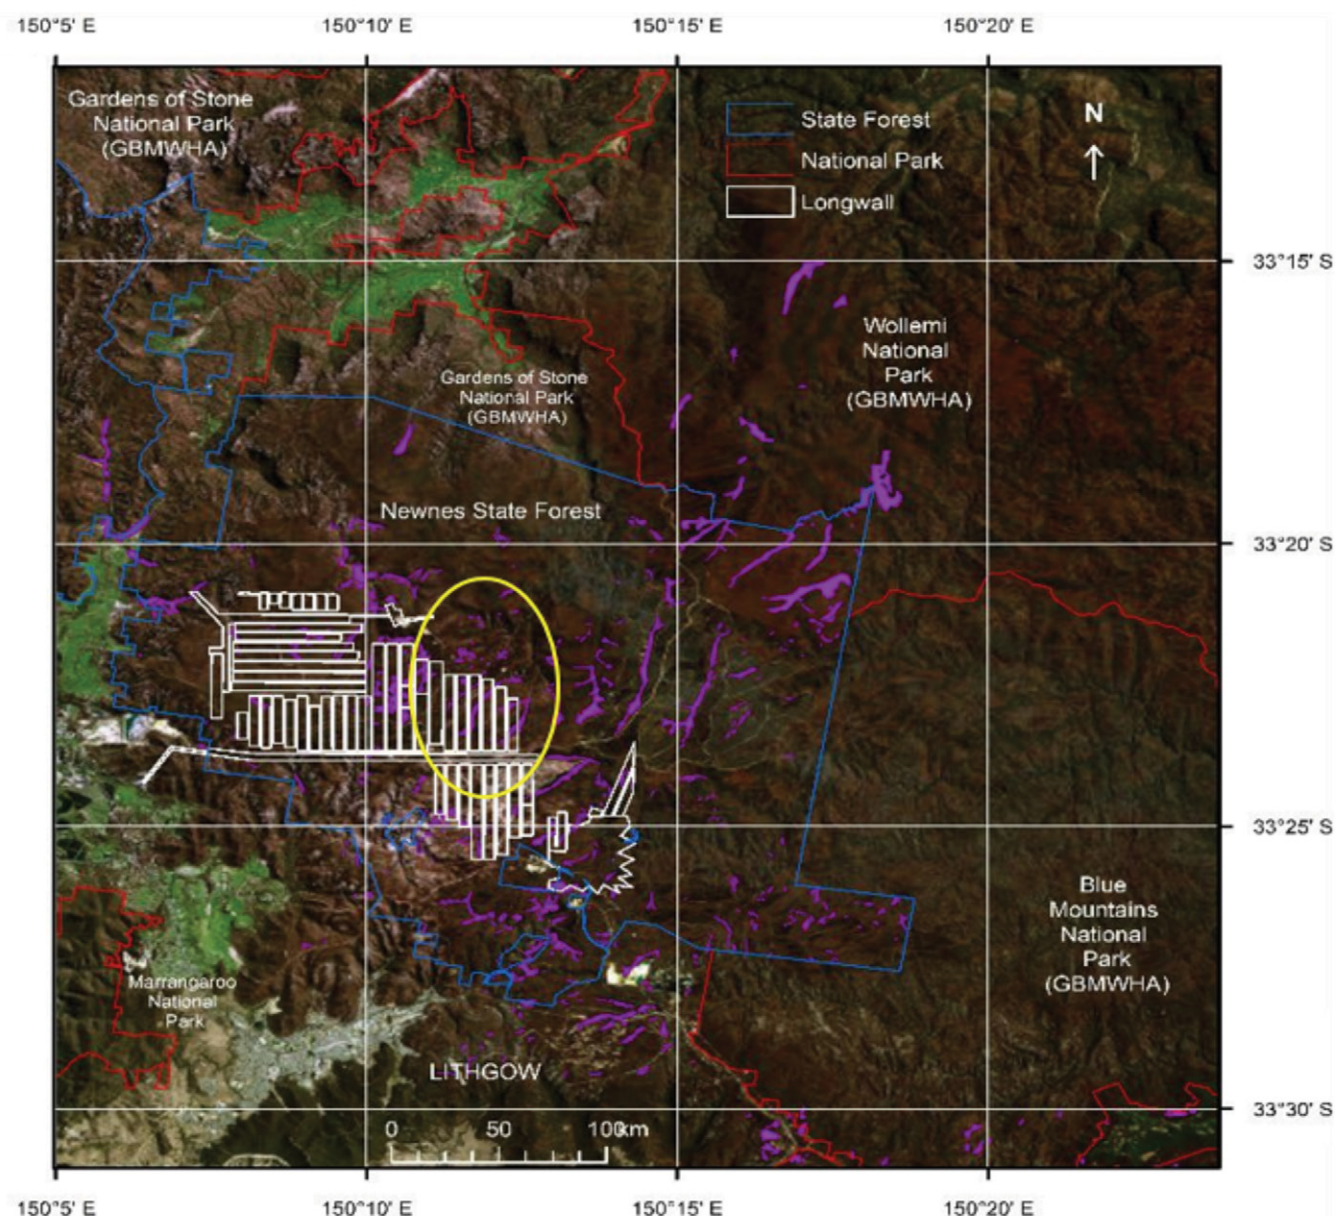 150°5' E
150°10' E
150°15' E
150°20' E
Gardens of Stone
National Park
(GBMWHA)
State Forest
National Park
Longwall
N
33°15' S
Wollemi
National
Park
(GBMWHA)
Gardens of Stone
National Park
(GBMWHA)
Newnes State Forest
33°20' S
33°25' S
Blue
Mountains
National
Park
(GBMWHA)
Marrangaroo
National
Park
LITHGOW
33°30' S
0 50 100km
150°5' E
150°10' E
150°15' E
150°20' E